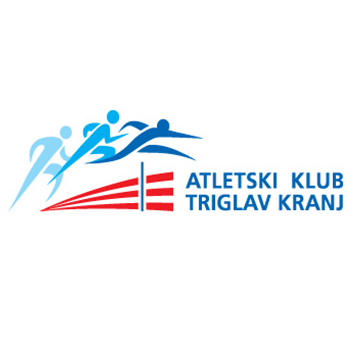 ATLETSKI KLUB
TRIGLAV KRANJ